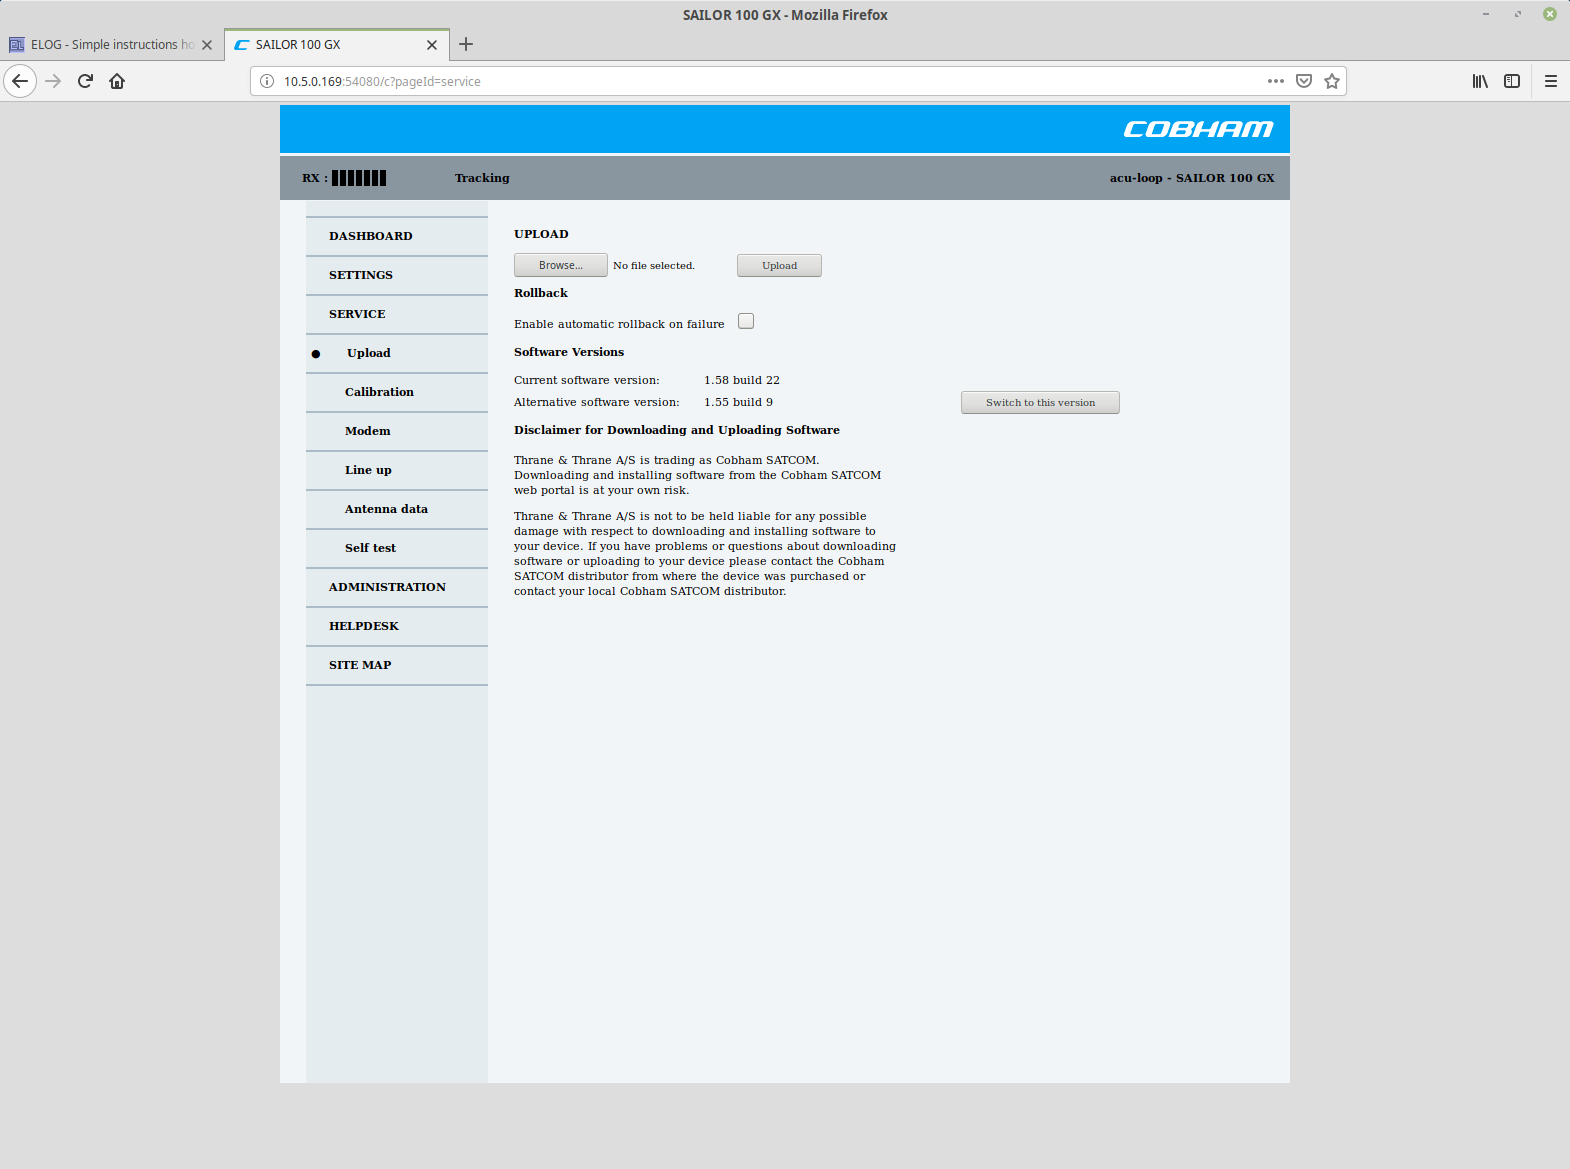 SAILOR 100 GX - Mozilla Firefox
ELOG - Simple instructions ho
SAILOR 100 GX
10.5.0.169:54080/c?pageId=service
COBHAM
RX :
Tracking
acu-loop - SAILOR 100 GX
DASHBOARD
SETTINGS
SERVICE
Upload
Calibration
Modem
Line up
Antenna data
Self test
ADMINISTRATION
HELPDESK
SITE MAP
UPLOAD
Browse... No file selected. Upload
Rollback
Enable automatic rollback on failure
Software Versions
Current software version: 1.58 build 22
Alternative software version: 1.55 build 9 Switch to this version
Disclaimer for Downloading and Uploading Software
Thrane & Thrane A/S is trading as Cobham SATCOM.
Downloading and installing software from the Cobham SATCOM
web portal is at your own risk.
Thrane & Thrane A/S is not to be held liable for any possible
damage with respect to downloading and installing software to
your device. If you have problems or questions about downloading
software or uploading to your device please contact the Cobham
SATCOM distributor from where the device was purchased or
contact your local Cobham SATCOM distributor.